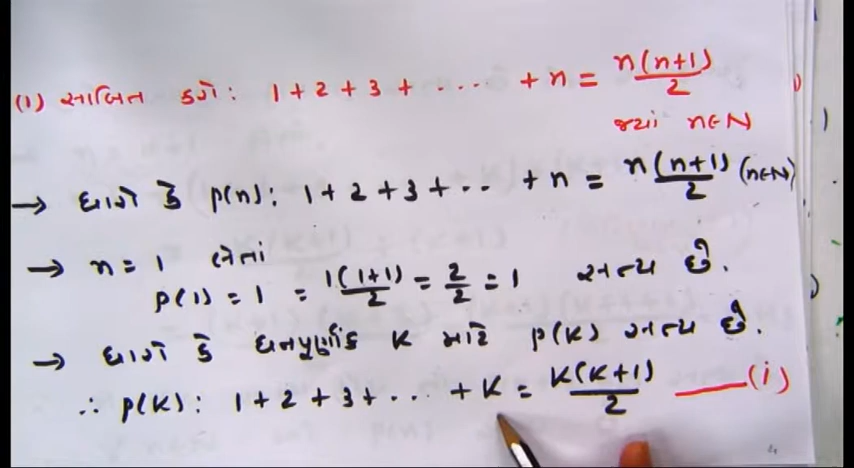 (1) સાબિત કરો: 1 + 2 + 3 + .... + n = n(n+1)/2
જ્યાં n∈N
→ ધારો કે P(n): 1 + 2 + 3 + .. + n = n(n+1)/2 (n∈N)
→ n = 1 લેતાં
P(1) = 1 = 1(1+1)/2 = 2/2 = 1 સત્ય છે.
→ ધારો કે ધનપૂર્ણાંક K માટે P(K) સત્ય છે.
∴ P(K): 1 + 2 + 3 + ... + K = K(K+1)/2 ——(i)